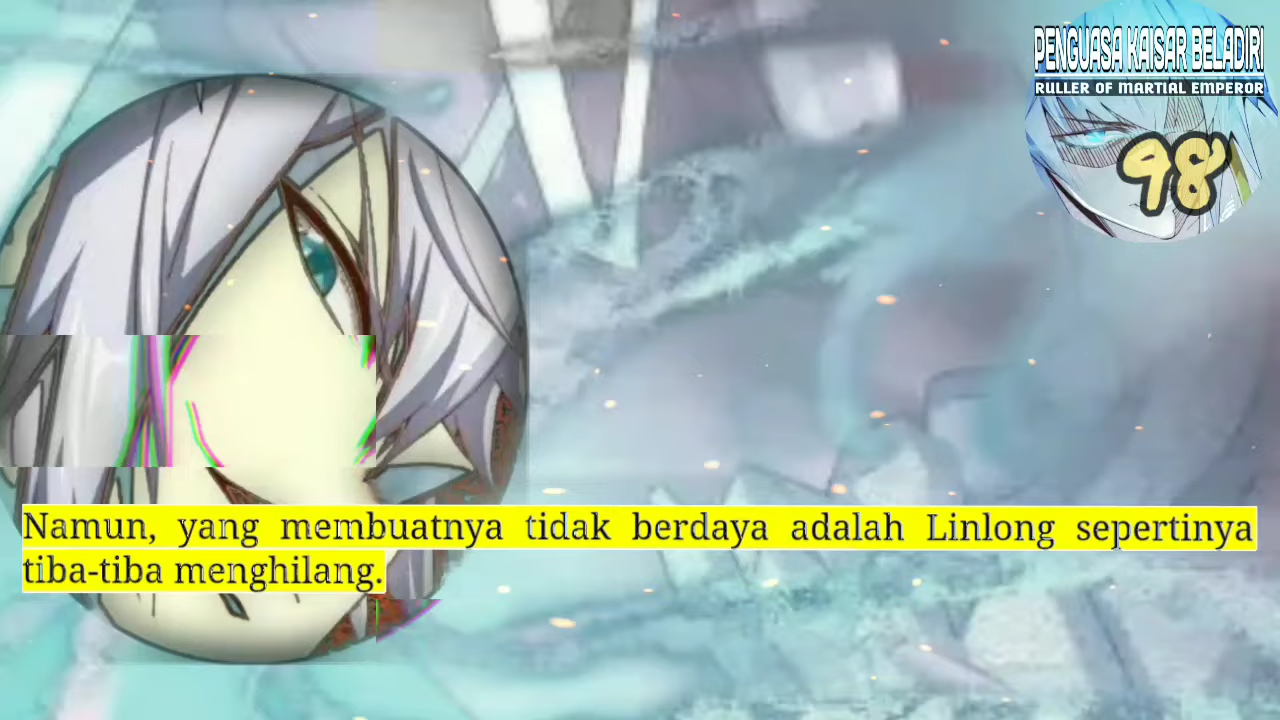 PENGUASA KAISAR BELADIRI
RULLER OF MARTIAL EMPEROR
98
Namun, yang membuatnya tidak berdaya adalah Linlong sepertinya
tiba-tiba menghilang.